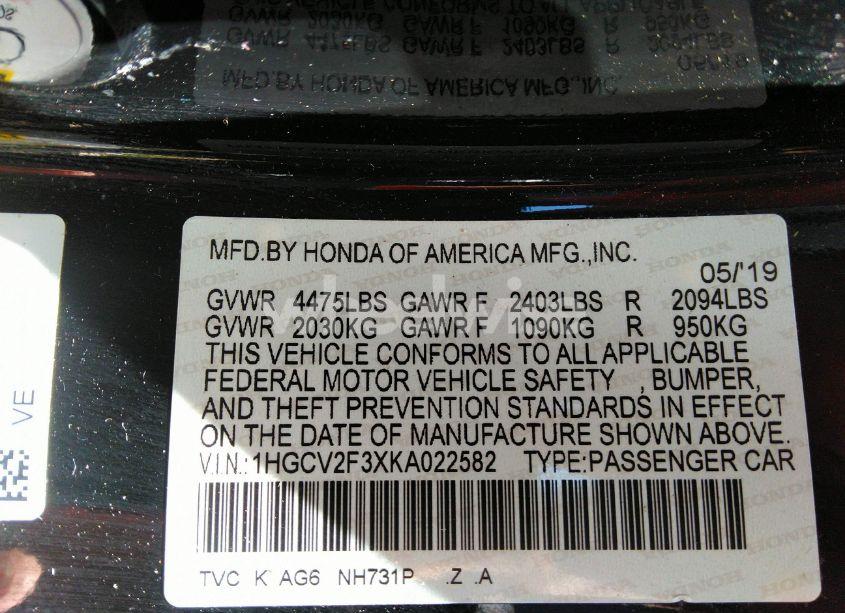 MFD.BY HONDA OF AMERICA MFG.,INC.
05/'19
GVWR 4475LBS GAWR F 2403LBS R 2094LBS
GVWR 2030KG GAWR F 1090KG R 950KG
THIS VEHICLE CONFORMS TO ALL APPLICABLE
FEDERAL MOTOR VEHICLE SAFETY , BUMPER,
AND THEFT PREVENTION STANDARDS IN EFFECT
ON THE DATE OF MANUFACTURE SHOWN ABOVE.
V.I.N.:1HGCV2F3XKA022582 TYPE:PASSENGER CAR
TVC K AG6 NH731P .Z .A
VE